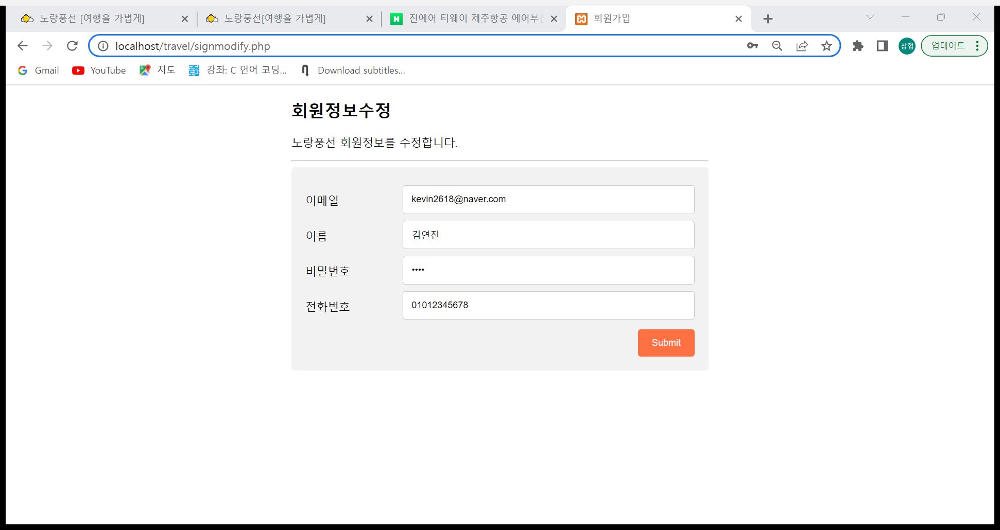 노랑풍선 [여행을 가볍게]
노랑풍선[여행을 가볍게]
진에어 티웨이 제주항공 에어부산
회원가입
localhost/travel/signmodify.php
상협
업데이트
Gmail
YouTube
지도
코딩도장
강좌: C 언어 코딩...
Download subtitles...
회원정보수정
노랑풍선 회원정보를 수정합니다.
이메일 kevin2618@naver.com
이름 김연진
비밀번호 ••••
전화번호 01012345678
Submit